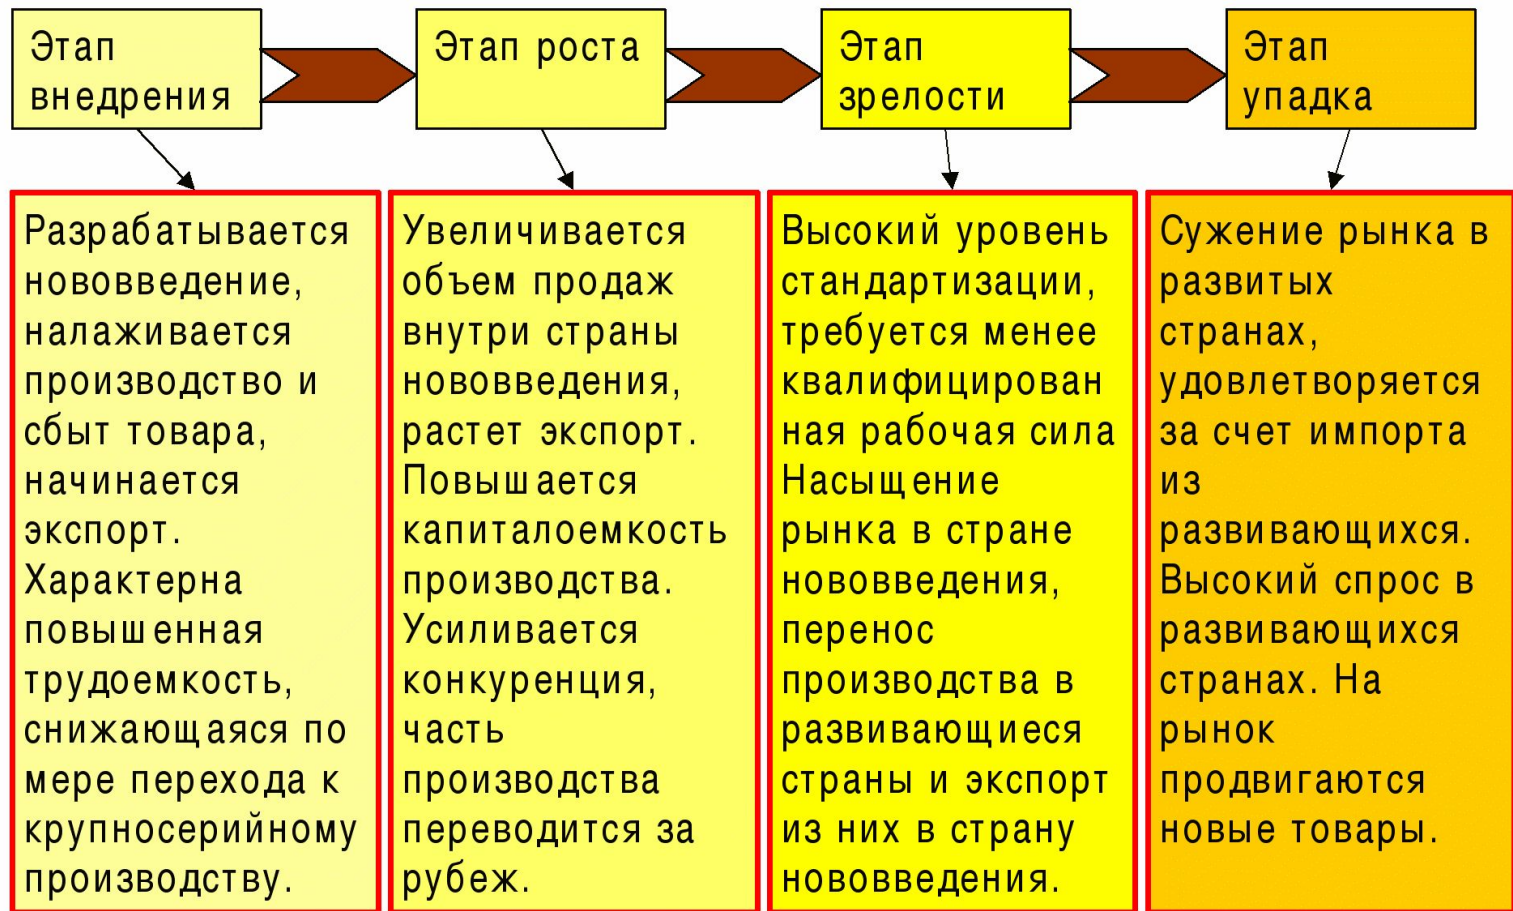 Этап
внедрения
Этап роста
Этап
зрелости
Этап
упадка
Разрабатывается
нововведение,
налаживается
производство и
сбыт товара,
начинается
экспорт.
Характерна
повышенная
трудоемкость,
снижающаяся по
мере перехода к
крупносерийному
производству.
Увеличивается
объем продаж
внутри страны
нововведения,
растет экспорт.
Повышается
капиталоемкость
производства.
Усиливается
конкуренция,
часть
производства
переводится за
рубеж.
Высокий уровень
стандартизации,
требуется менее
квалифицирован
ная рабочая сила
Насыщение
рынка в стране
нововведения,
перенос
производства в
развивающиеся
страны и экспорт
из них в страну
нововведения.
Сужение рынка в
развитых
странах,
удовлетворяется
за счет импорта
из
развивающихся.
Высокий спрос в
развивающихся
странах. На
рынок
продвигаются
новые товары.